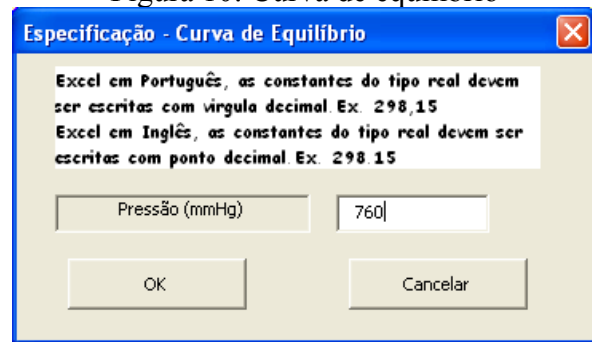 Figura 10: Curva de equilíbrio
Especificação - Curva de Equilíbrio
Excel em Português, as constantes do tipo real devem
ser escritas com virgula decimal. Ex. 298,15
Excel em Inglês, as constantes do tipo real devem ser
escritas com ponto decimal. Ex. 298.15
Pressão (mmHg)
760
OK
Cancelar